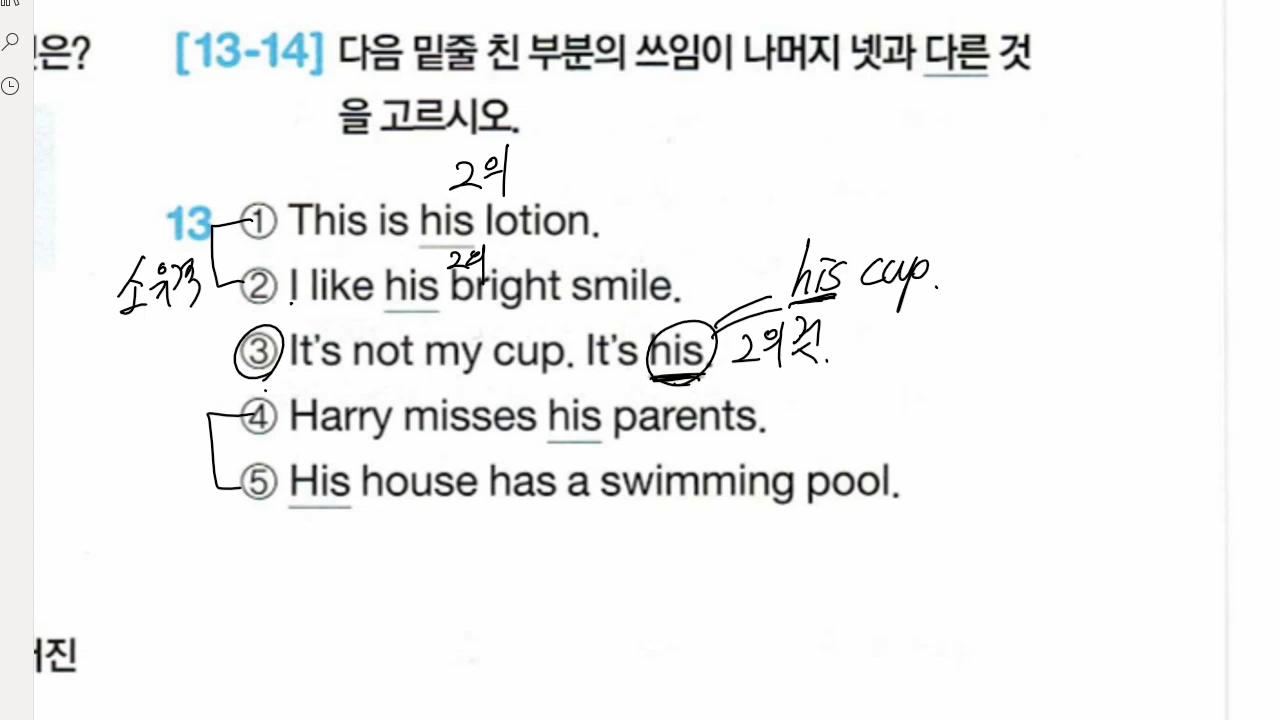 은?
[13-14] 다음 밑줄 친 부분의 쓰임이 나머지 넷과 다른 것
을 고르시오.
그의
13 ① This is his lotion.
그의
소유격 ② I like his bright smile.
his cup.
③ It's not my cup. It's his.
그의 것.
④ Harry misses his parents.
⑤ His house has a swimming pool.
진